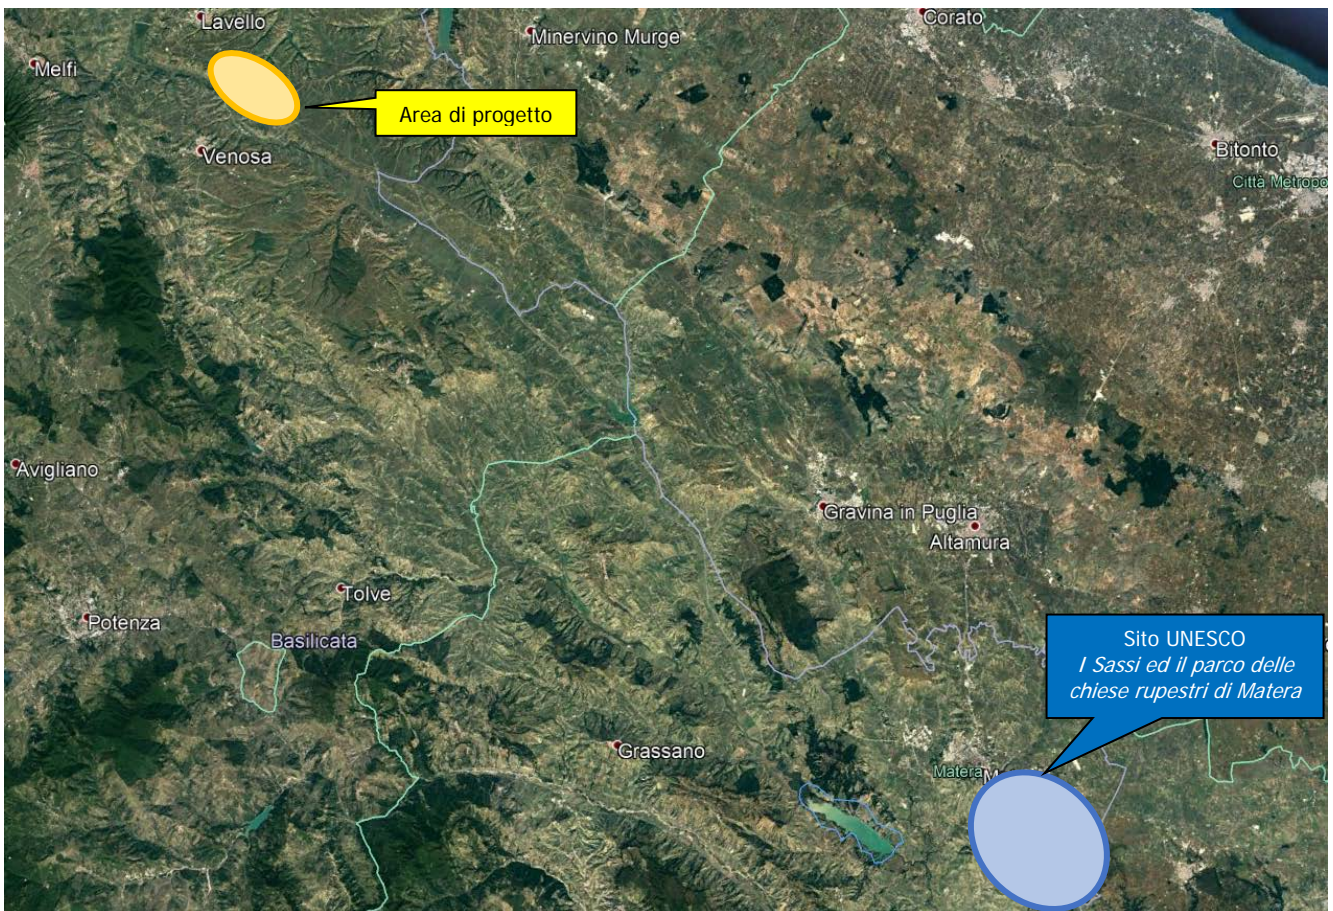 Lavello
Corato
Minervino Murge
Melfi
Area di progetto
Venosa
Bitonto
Città Metropo
Avigliano
Gravina in Puglia
Altamura
Tolve
Potenza
Basilicata
Sito UNESCO
I Sassi ed il parco delle
chiese rupestri di Matera
Grassano
Matera